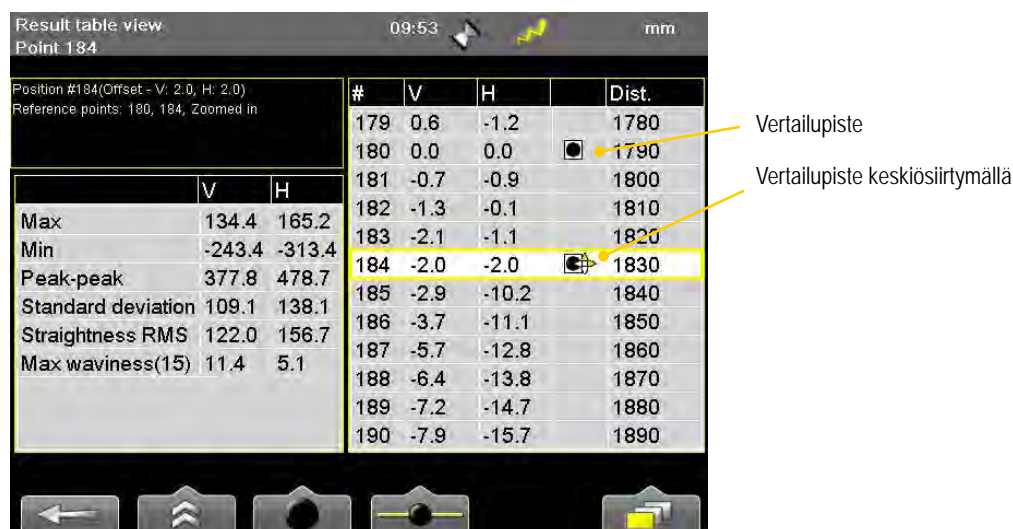 Result table view
Point 184
09:53
mm
Position #184(Offset - V: 2.0, H: 2.0)
Reference points: 180, 184, Zoomed in
V H
Max 134.4 165.2
Min -243.4 -313.4
Peak-peak 377.8 478.7
Standard deviation 109.1 138.1
Straightness RMS 122.0 156.7
Max waviness(15) 11.4 5.1
# V H Dist.
179 0.6 -1.2 1780
180 0.0 0.0 1790
181 -0.7 -0.9 1800
182 -1.3 -0.1 1810
183 -2.1 -1.1 1820
184 -2.0 -2.0 1830
185 -2.9 -10.2 1840
186 -3.7 -11.1 1850
187 -5.7 -12.8 1860
188 -6.4 -13.8 1870
189 -7.2 -14.7 1880
190 -7.9 -15.7 1890
Vertailupiste
Vertailupiste keskiösiirtymällä